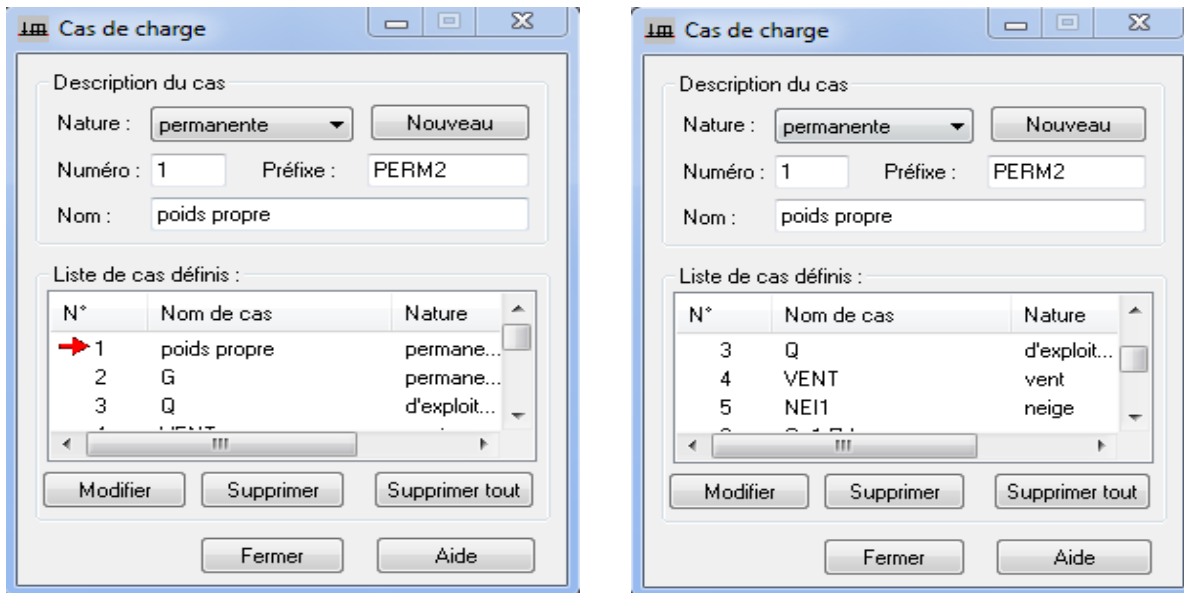 Cas de charge
Description du cas
Nature : permanente Nouveau
Numéro : 1 Préfixe : PERM2
Nom : poids propre
Liste de cas définis :
N° Nom de cas Nature
1 poids propre permane...
2 G permane...
3 Q d'exploit...
Modifier Supprimer Supprimer tout
Fermer Aide
Cas de charge
Description du cas
Nature : permanente Nouveau
Numéro : 1 Préfixe : PERM2
Nom : poids propre
Liste de cas définis :
N° Nom de cas Nature
3 Q d'exploit...
4 VENT vent
5 NEI1 neige
Modifier Supprimer Supprimer tout
Fermer Aide